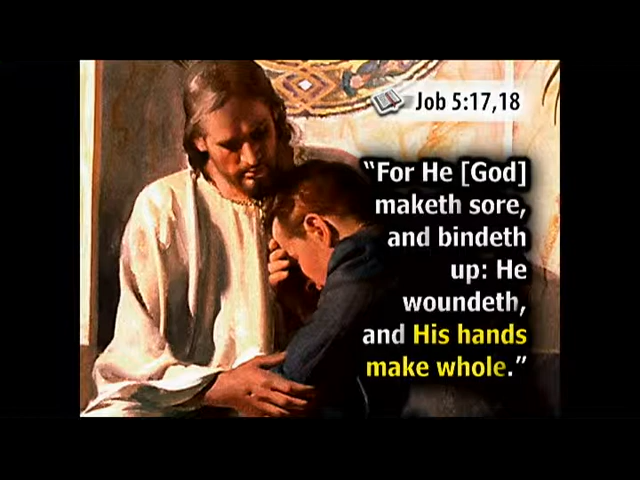 Job 5:17,18
“For He [God]
maketh sore,
and bindeth
up: He
woundeth,
and His hands
make whole.”